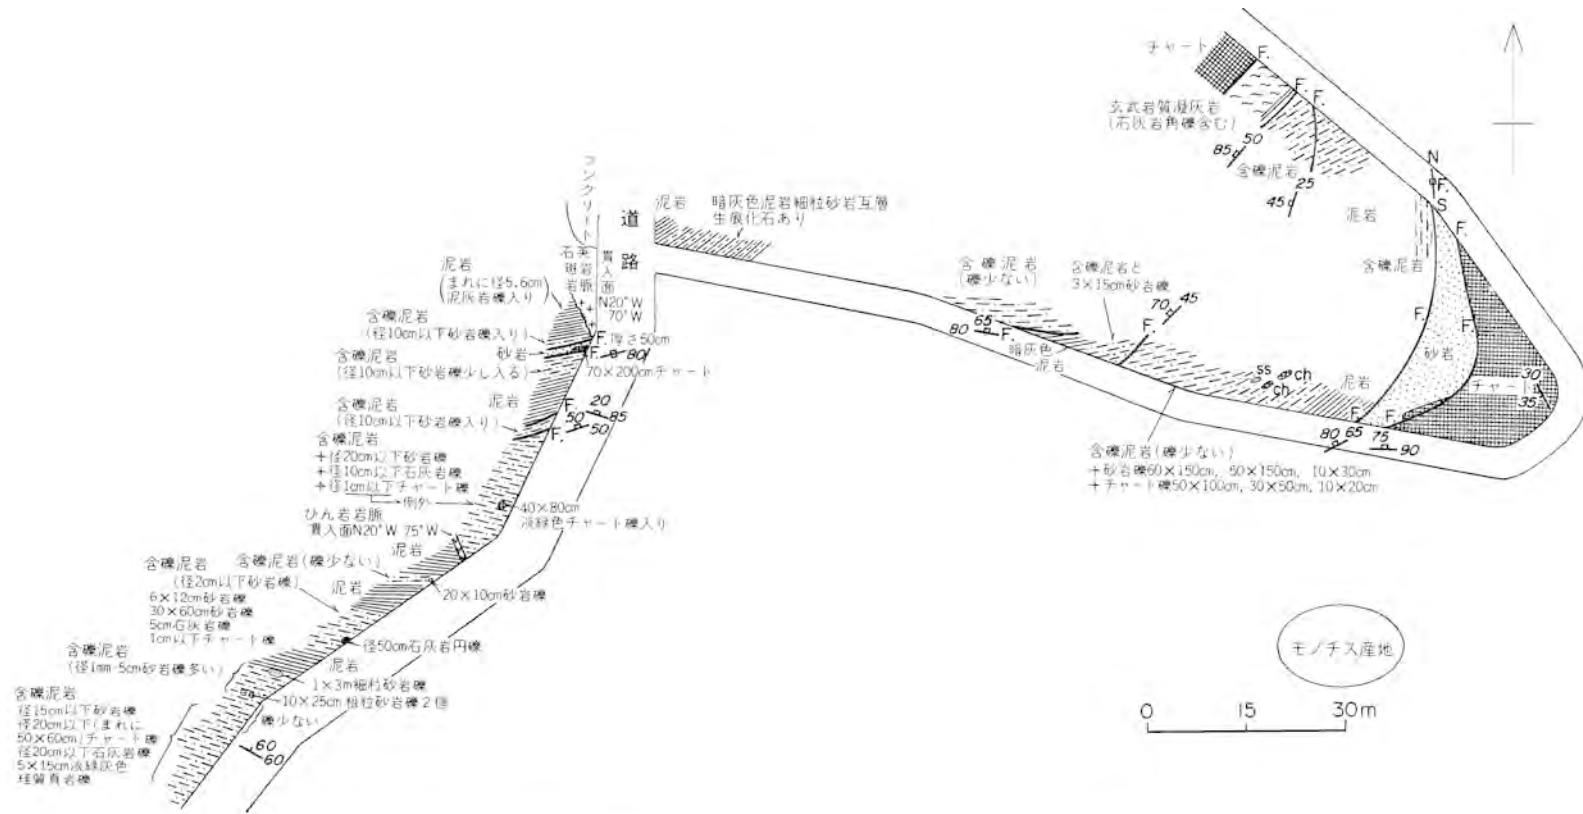 チャート
F.
F.
F.
玄武岩質凝灰岩
(石灰岩角礫含む)
50
85
含礫泥岩
25
45
N
F.
S
F.
泥岩
含礫泥岩
コンクリート
道路
泥岩
暗灰色泥岩細粒砂岩互層
生痕化石あり
石英斑岩岩脈
貫入面
N20°W
70°W
泥岩
(まれに径5.6cm
泥灰岩礫入り)
含礫泥岩
(径10cm以下砂岩礫入り)
砂岩
F. 厚さ50cm
F. 80
含礫泥岩
(径10cm以下砂岩礫少し入る)
70×200cmチャート
泥岩
F.
20
85
50
50
F.
含礫泥岩
(径10cm以下砂岩礫入り)
含礫泥岩
+径20cm以下砂岩礫
+径10cm以下石灰岩礫
+径1cm以下チャート礫
例外
40×80cm
淡緑色チャート礫入り
ひん岩岩脈
貫入面N20°W 75°W
泥岩
含礫泥岩(礫少ない)
20×10cm砂岩礫
含礫泥岩
(径2cm以下砂岩礫)
6×12cm砂岩礫
30×60cm砂岩礫
5cm石灰岩礫
1cm以下チャート礫
泥岩
径50cm石灰岩円礫
含礫泥岩
(径1mm-5cm砂岩礫多い)
泥岩
1×3m細粒砂岩礫
10×25cm粗粒砂岩礫2個
礫少ない
含礫泥岩
径15cm以下砂岩礫
径20cm以下(まれに
50×60cm)チャート礫
径20cm以下石灰岩礫
5×15cm淡緑灰色
珪質頁岩礫
60
60
含礫泥岩
(礫少ない)
含礫泥岩と
3×15cm砂岩礫
70
45
F.
65
80
F.
暗灰色
泥岩
ss
ch
ch
泥岩
F.
F.
砂岩
チャート
30
35
F.
F.
80
65
75
90
含礫泥岩(礫少ない)
+砂岩礫60×150cm, 50×150cm, 10×30cm
+チャート礫50×100cm, 30×50cm, 10×20cm
モノチス産地
0 15 30m